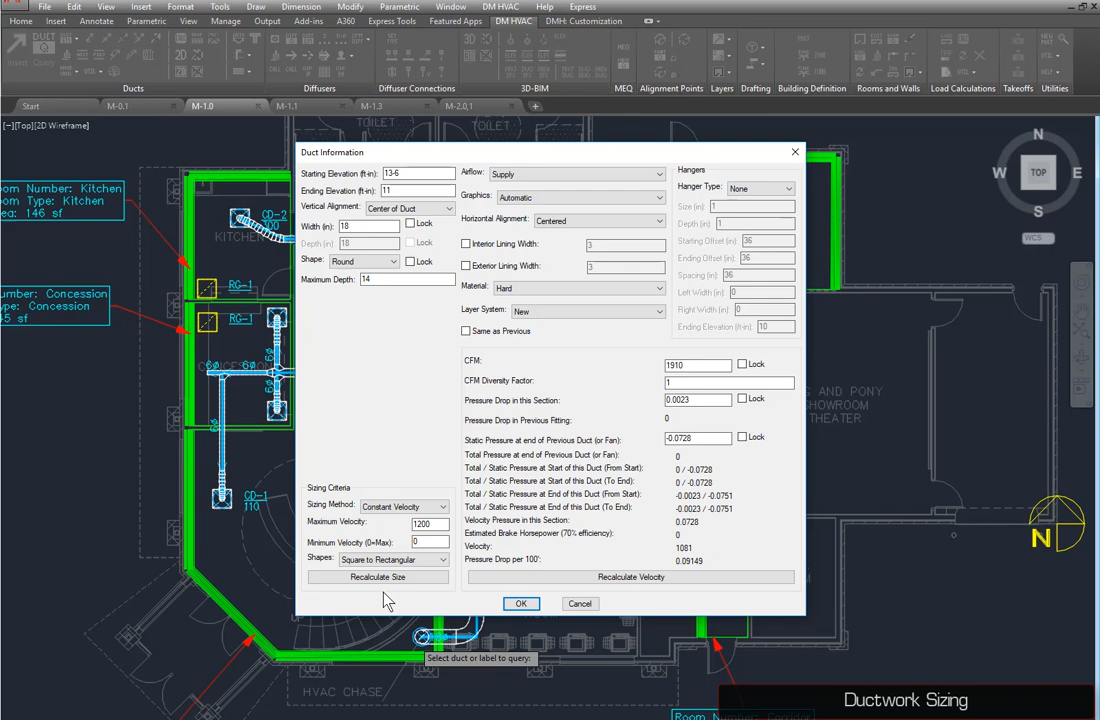 File Edit View Insert Format Tools Draw Dimension Modify Parametric Window DM HVAC Help Express
Home Insert Annotate Parametric View Manage Output Add-ins A360 Express Tools Featured Apps DM HVAC DMH: Customization
DUCT
Insert Query
UTIL
2D
3D
MEQ
Ducts Diffusers Diffuser Connections 3D-BIM MEQ Alignment Points Layers Drafting Building Definition Rooms and Walls Load Calculations Takeoffs Utilities
Start M-0.1 M-1.0 M-1.1 M-1.3 M-2.0,1
[−][Top][2D Wireframe]
TOILET
TOILET
Duct Information
Starting Elevation (ft-in): 13-6
Ending Elevation (ft-in): 11
Vertical Alignment: Center of Duct
Width (in): 18 Lock
Depth (in): 18 Lock
Shape: Round Lock
Maximum Depth: 14
Sizing Criteria
Sizing Method: Constant Velocity
Maximum Velocity: 1200
Minimum Velocity (0=Max): 0
Shapes: Square to Rectangular
Recalculate Size
Airflow: Supply
Graphics: Automatic
Horizontal Alignment: Centered
Interior Lining Width: 3
Exterior Lining Width: 3
Material: Hard
Layer System: New
Same as Previous
Hangers
Hanger Type: None
Size (in): 1
Depth (in): 1
Starting Offset (in): 36
Ending Offset (in): 36
Spacing (in): 36
Left Width (in): 0
Right Width (in): 0
Ending Elevation (ft-in): 10
CFM: 1910 Lock
CFM Diversity Factor: 1
Pressure Drop in this Section: 0.0023 Lock
Pressure Drop in Previous Fitting: 0
Static Pressure at end of Previous Duct (or Fan): -0.0728 Lock
Total Pressure at end of Previous Duct (or Fan): 0
Total / Static Pressure at Start of this Duct (From Start): 0 / -0.0728
Total / Static Pressure at Start of this Duct (To End): 0 / -0.0728
Total / Static Pressure at End of this Duct (From Start): -0.0023 / -0.0751
Total / Static Pressure at End of this Duct (To End): -0.0023 / -0.0751
Velocity Pressure in this Section: 0.0728
Estimated Brake Horsepower (70% efficiency): 0
Velocity: 1081
Pressure Drop per 100': 0.09149
Recalculate Velocity
OK Cancel
N
W TOP E
S
WCS
oom Number: Kitchen
oom Type: Kitchen
ea: 146 sf
CD-2
KITCHEN
RG-1
umber: Concession
ype: Concession
45 sf
RG-1
6ø 6ø
6ø
6ø
CD-1
110
NG AND PONY
SHOWROOM
THEATER
N
Select duct or label to query:
HVAC CHASE
Room Number: Corridor
Ductwork Sizing